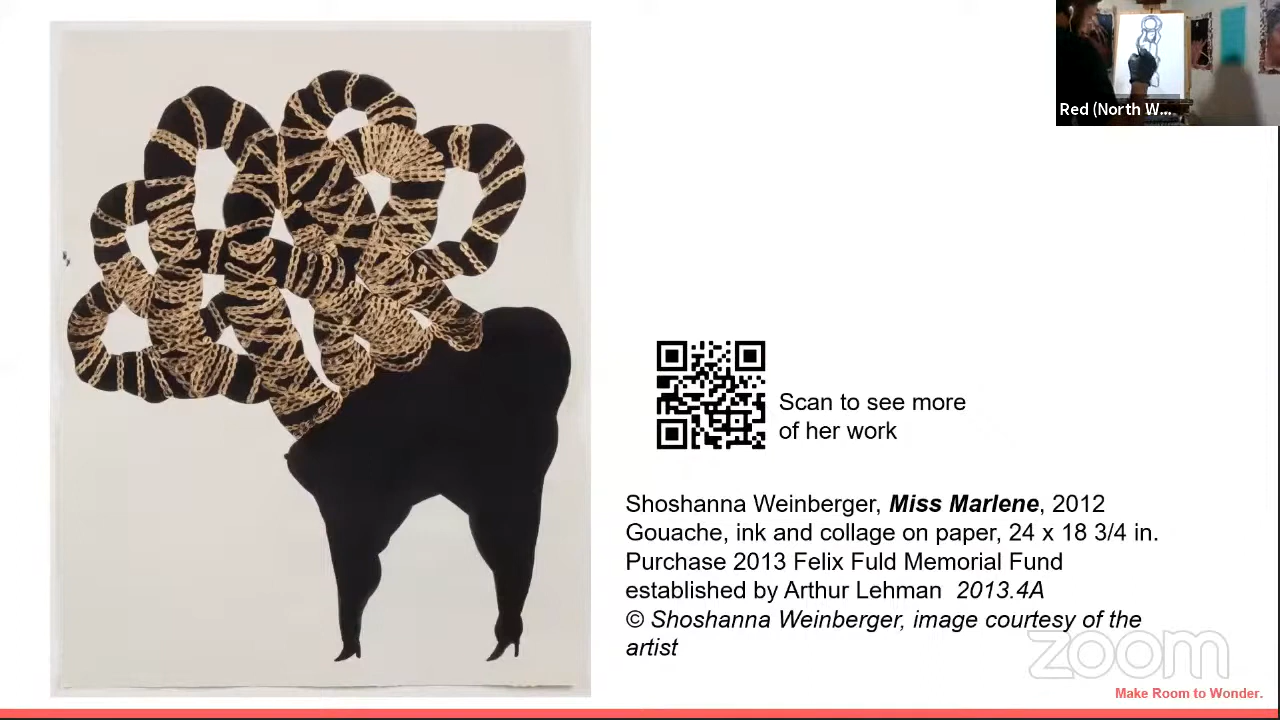 Red (North W...
Scan to see more
of her work
Shoshanna Weinberger, Miss Marlene, 2012
Gouache, ink and collage on paper, 24 x 18 3/4 in.
Purchase 2013 Felix Fuld Memorial Fund
established by Arthur Lehman 2013.4A
© Shoshanna Weinberger, image courtesy of the
artist
zoom
Make Room to Wonder.